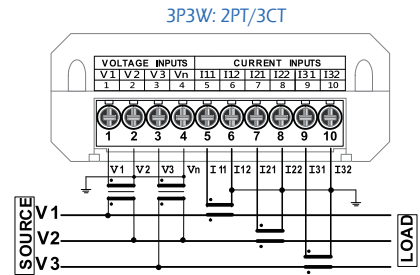 3P3W: 2PT/3CT
VOLTAGE INPUTS CURRENT INPUTS
V1 V2 V3 Vn I11 I12 I21 I22 I31 I32
1 2 3 4 5 6 7 8 9 10
1 2 3 4 5 6 7 8 9 10
V1 V2 V3 Vn I11 I12 I21 I22 I31 I32
SOURCE
V1
V2
V3
LOAD